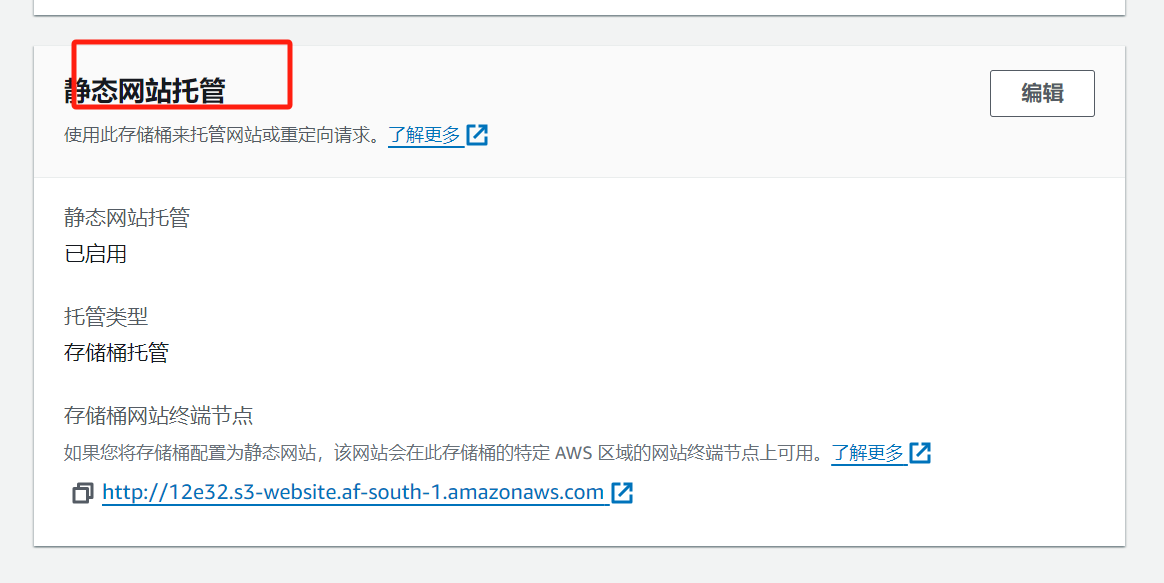 静态网站托管
编辑
使用此存储桶来托管网站或重定向请求。了解更多
静态网站托管
已启用
托管类型
存储桶托管
存储桶网站终端节点
如果您将存储桶配置为静态网站，该网站会在此存储桶的特定 AWS 区域的网站终端节点上可用。了解更多
http://12e32.s3-website.af-south-1.amazonaws.com